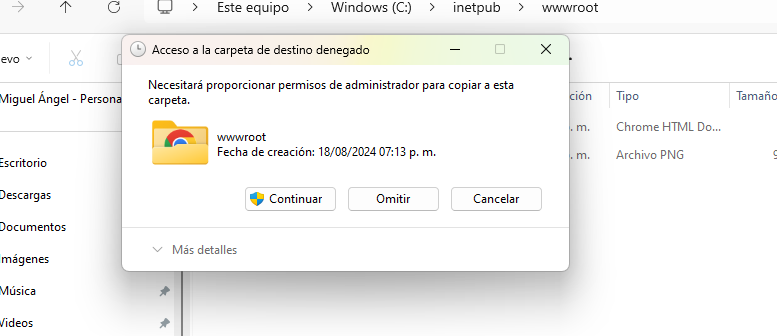 Este equipo > Windows (C:) > inetpub > wwwroot
evo
Acceso a la carpeta de destino denegado
Necesitará proporcionar permisos de administrador para copiar a esta
carpeta.
wwwroot
Fecha de creación: 18/08/2024 07:13 p. m.
Continuar
Omitir
Cancelar
Más detalles
Miguel Ángel - Persona
Escritorio
Descargas
Documentos
Imágenes
Música
Videos
ción Tipo Tamaño
. m. Chrome HTML Do...
. m. Archivo PNG 9